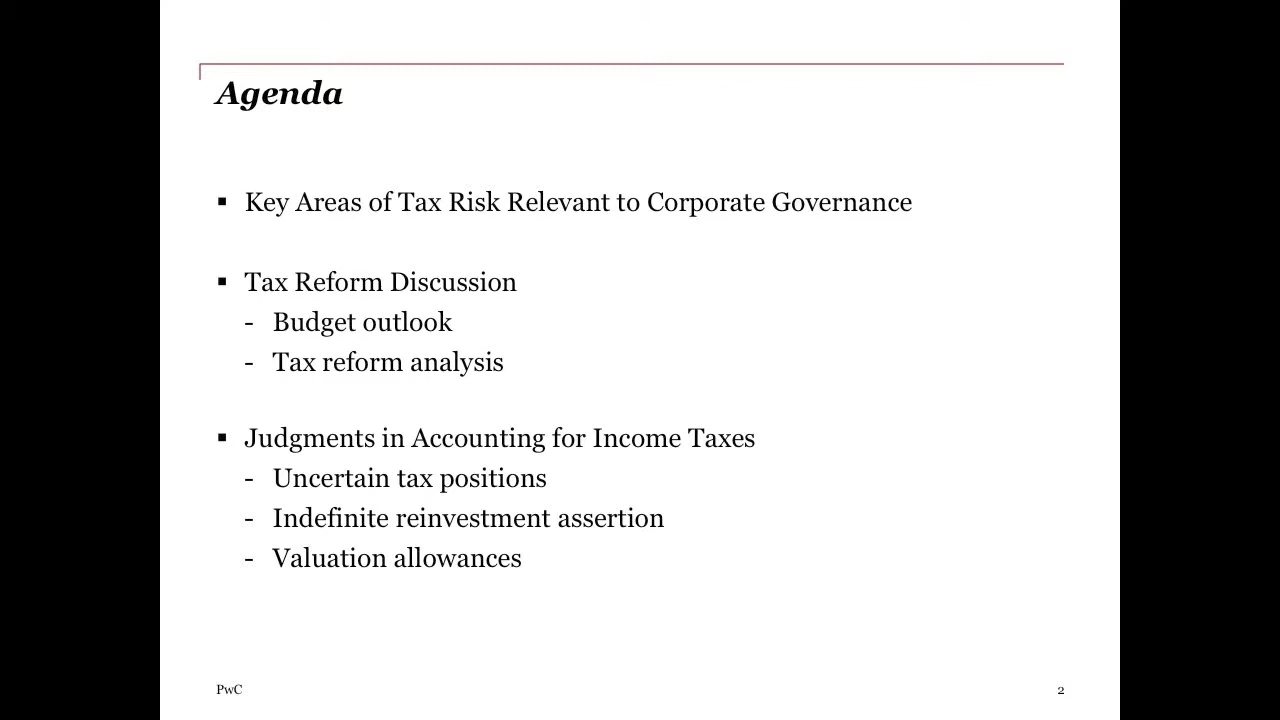 Agenda
▪ Key Areas of Tax Risk Relevant to Corporate Governance
▪ Tax Reform Discussion
- Budget outlook
- Tax reform analysis
▪ Judgments in Accounting for Income Taxes
- Uncertain tax positions
- Indefinite reinvestment assertion
- Valuation allowances
PwC
2